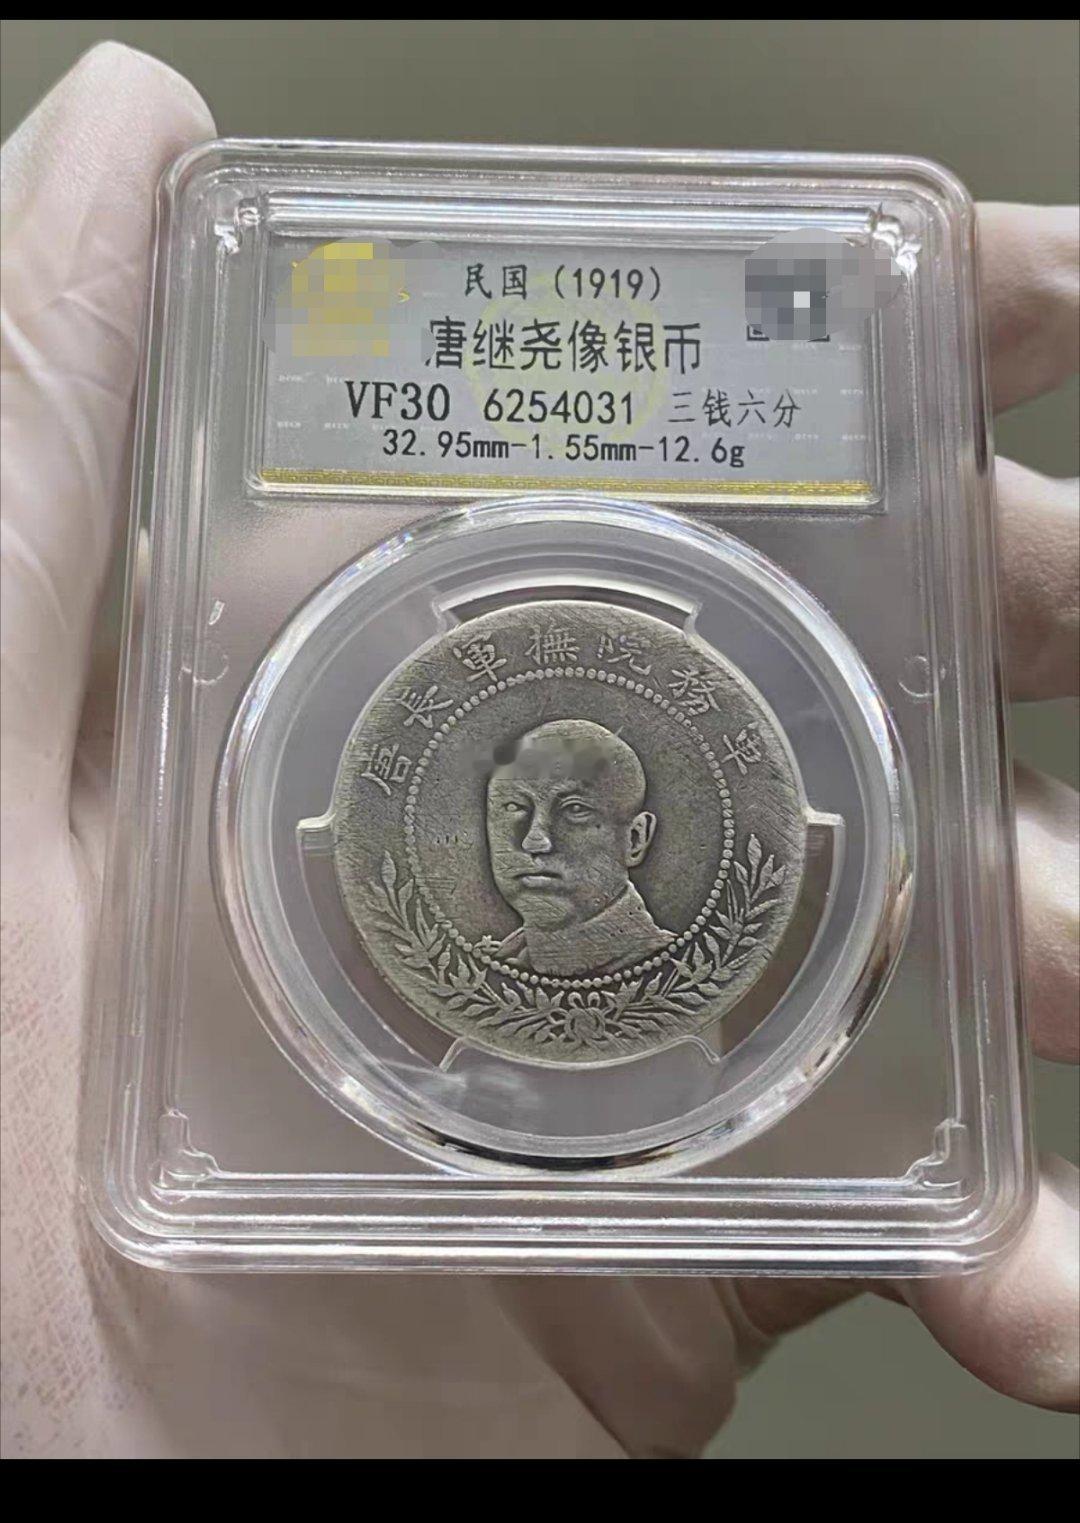 民国（1919）
唐继尧像银币
VF30 6254031 三钱六分
32.95mm-1.55mm-12.6g
軍務院撫軍長唐